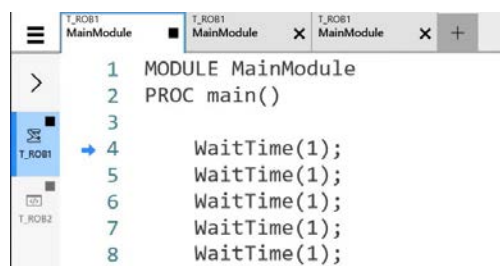 T_ROB1
MainModule
T_ROB1
MainModule
T_ROB1
MainModule
T_ROB1
T_ROB2
1 MODULE MainModule
2 PROC main()
3
4 WaitTime(1);
5 WaitTime(1);
6 WaitTime(1);
7 WaitTime(1);
8 WaitTime(1);